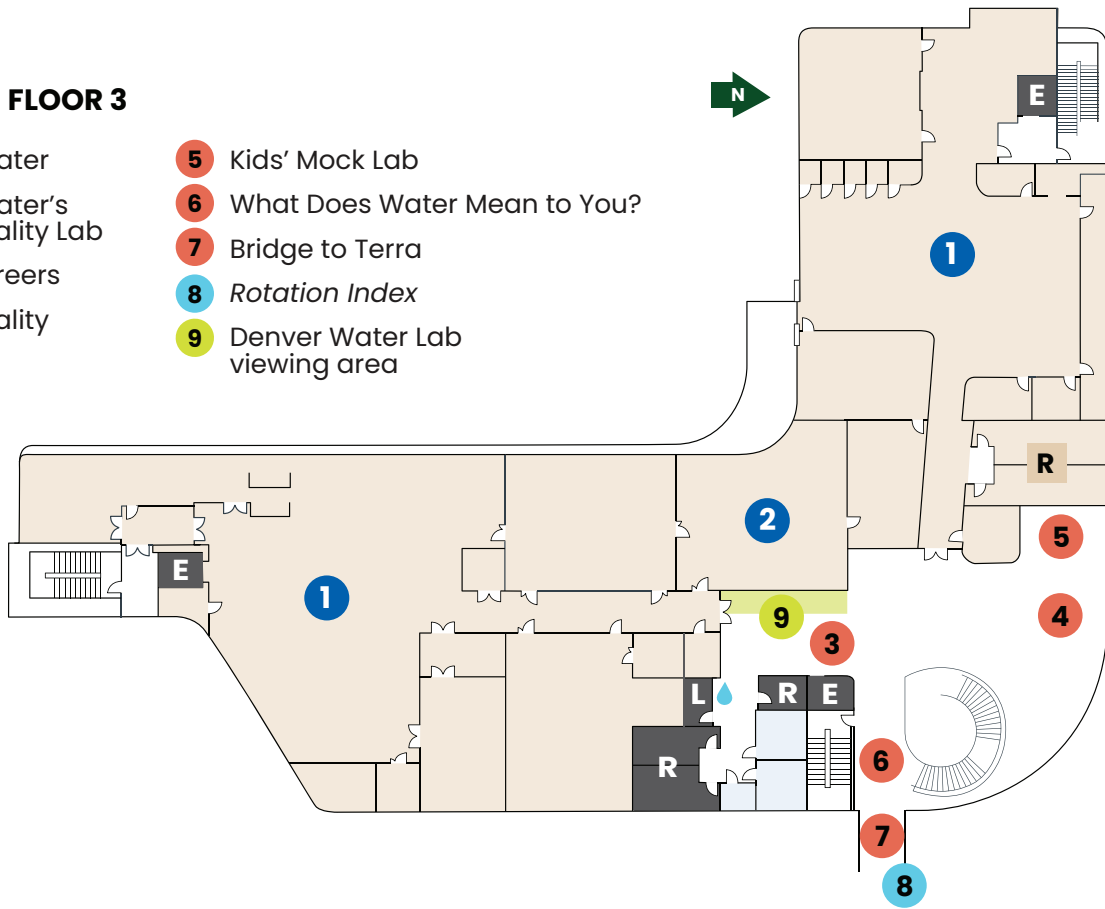 FLOOR 3
N
ater
ater's
ality Lab
reers
ality
5 Kids' Mock Lab
6 What Does Water Mean to You?
7 Bridge to Terra
8 Rotation Index
9 Denver Water Lab
viewing area
E
1
R
2
5
E
1
9
4
3
L
R E
R
6
7
8